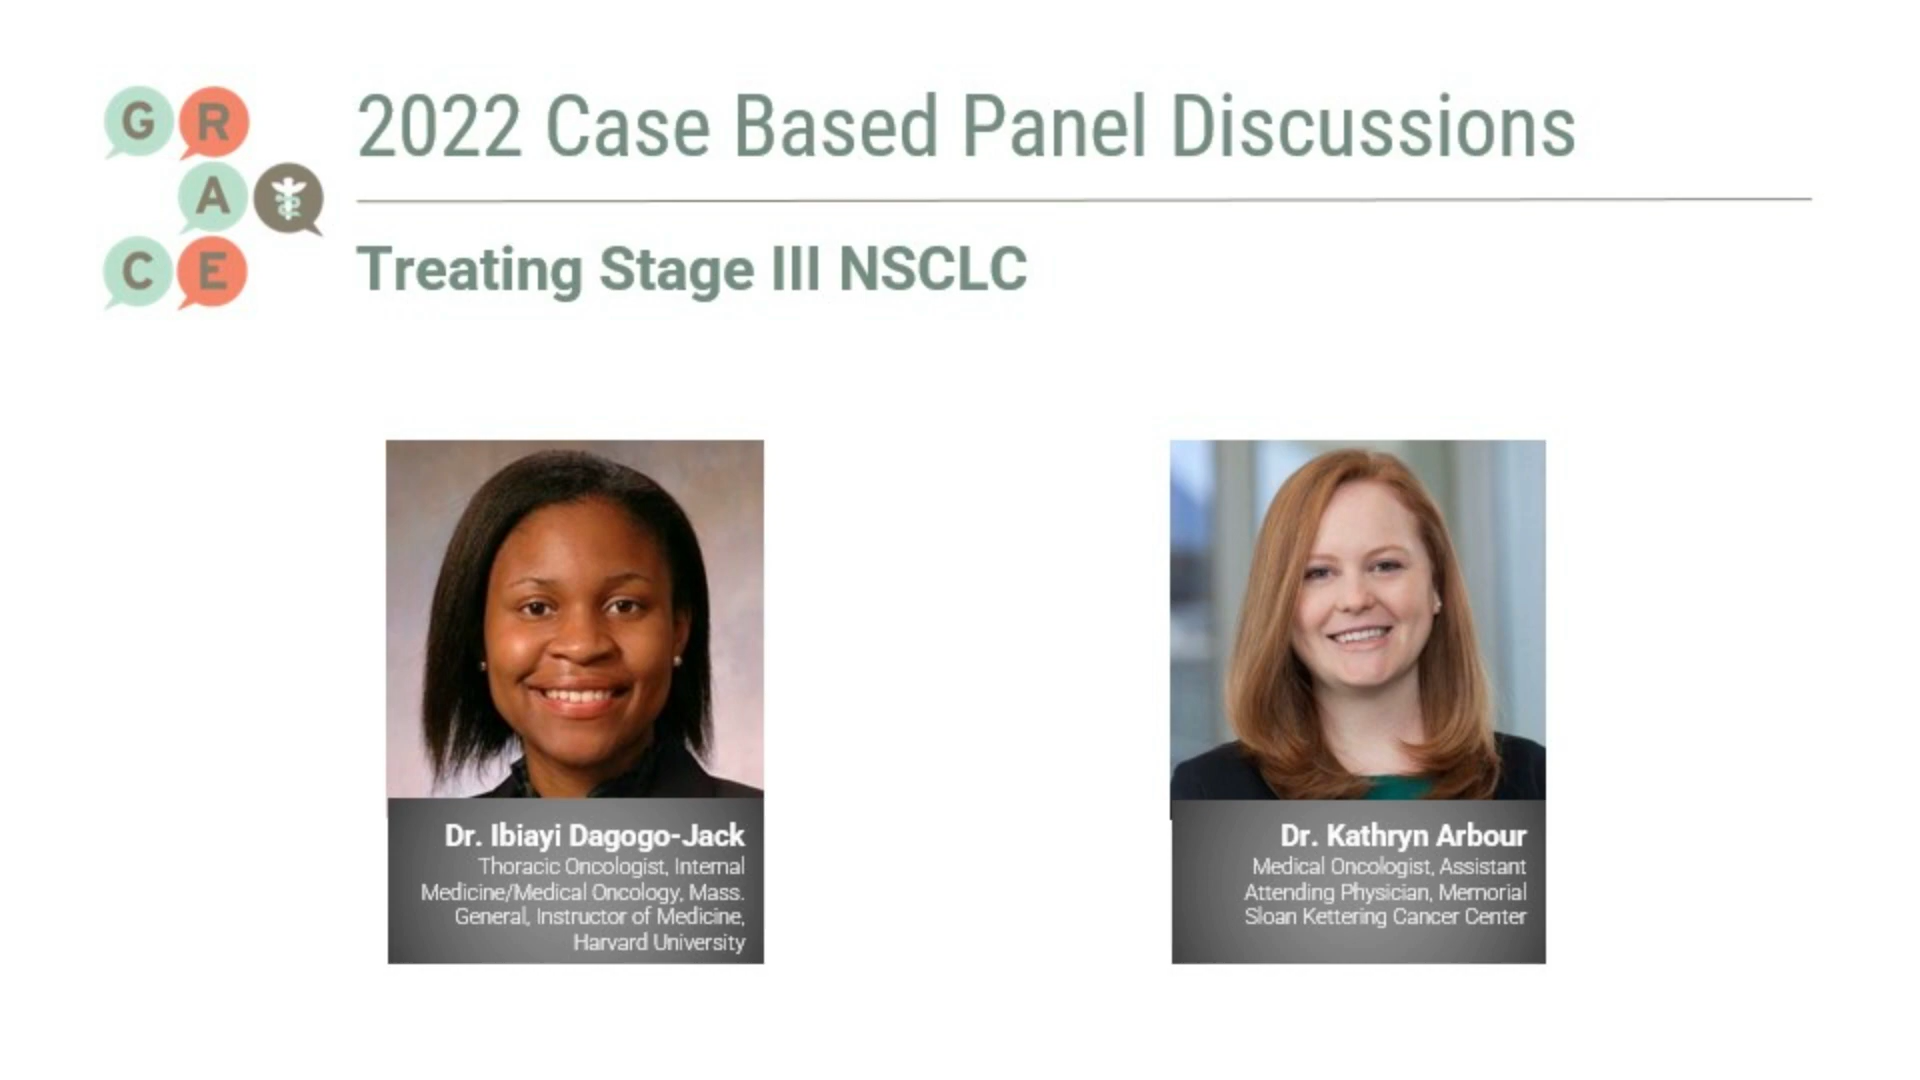 G R
A
C E
2022 Case Based Panel Discussions
Treating Stage III NSCLC
Dr. Ibiayi Dagogo-Jack
Thoracic Oncologist, Internal
Medicine/Medical Oncology, Mass.
General, Instructor of Medicine,
Harvard University
Dr. Kathryn Arbour
Medical Oncologist, Assistant
Attending Physician, Memorial
Sloan Kettering Cancer Center